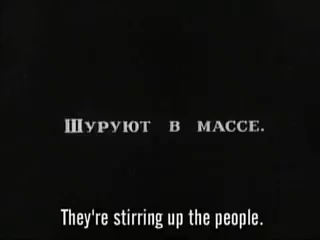 Шуруют в массе.
They're stirring up the people.